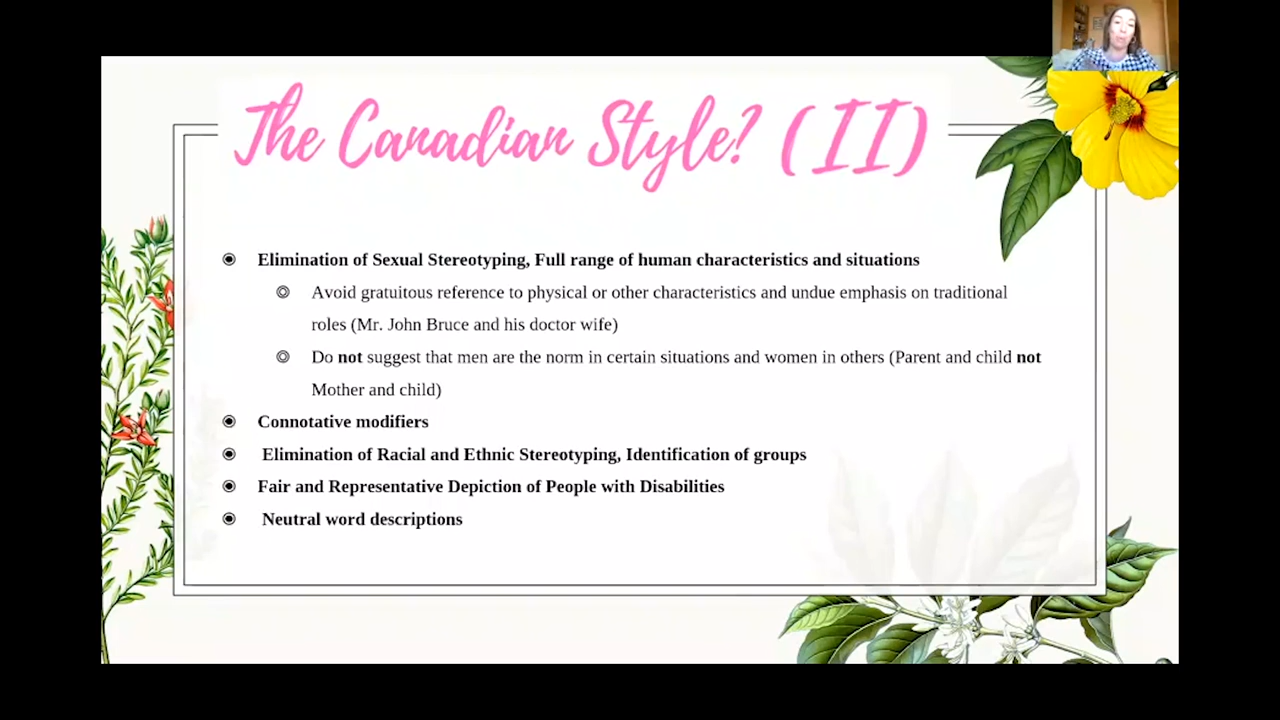 The Canadian Style? (II)
Elimination of Sexual Stereotyping, Full range of human characteristics and situations
Avoid gratuitous reference to physical or other characteristics and undue emphasis on traditional
roles (Mr. John Bruce and his doctor wife)
Do not suggest that men are the norm in certain situations and women in others (Parent and child not
Mother and child)
Connotative modifiers
Elimination of Racial and Ethnic Stereotyping, Identification of groups
Fair and Representative Depiction of People with Disabilities
Neutral word descriptions